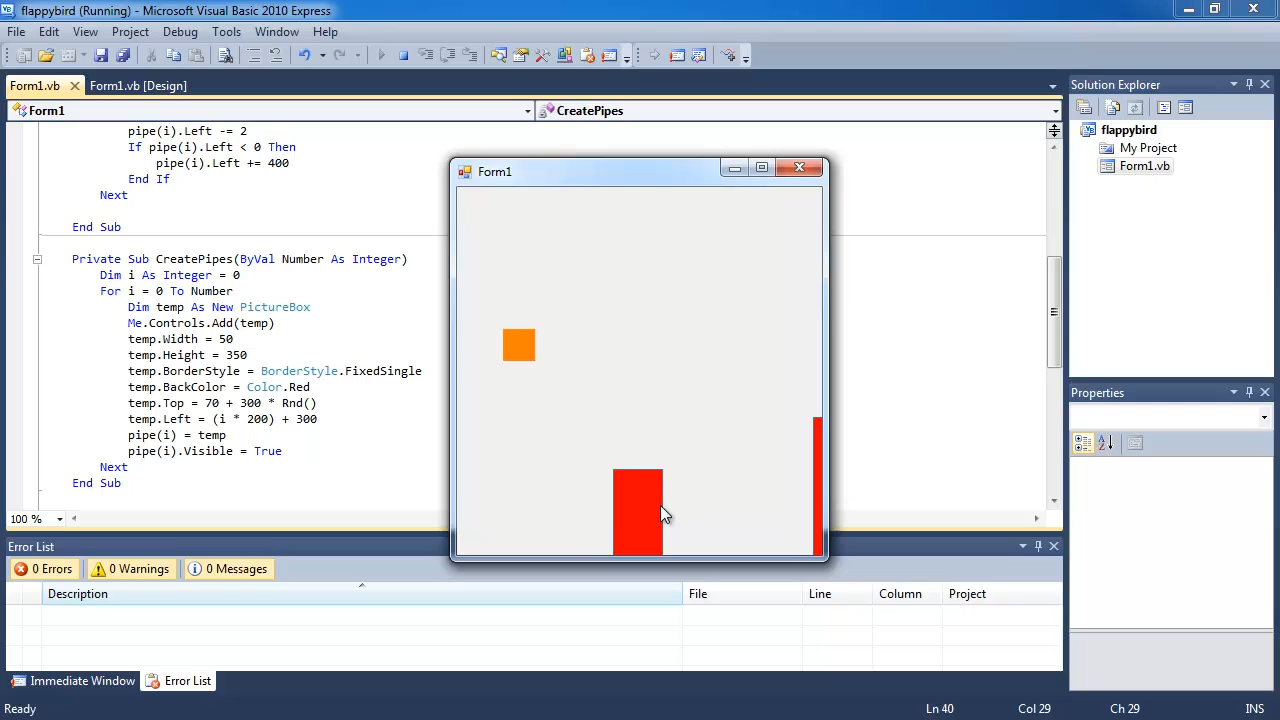 flappybird (Running) - Microsoft Visual Basic 2010 Express
File Edit View Project Debug Tools Window Help
Form1.vb Form1.vb [Design]
Form1 CreatePipes
pipe(i).Left -= 2
If pipe(i).Left < 0 Then
pipe(i).Left += 400
End If
Next
End Sub
Private Sub CreatePipes(ByVal Number As Integer)
Dim i As Integer = 0
For i = 0 To Number
Dim temp As New PictureBox
Me.Controls.Add(temp)
temp.Width = 50
temp.Height = 350
temp.BorderStyle = BorderStyle.FixedSingle
temp.BackColor = Color.Red
temp.Top = 70 + 300 * Rnd()
temp.Left = (i * 200) + 300
pipe(i) = temp
pipe(i).Visible = True
Next
End Sub
100 %
Form1
Solution Explorer
flappybird
My Project
Form1.vb
Properties
Error List
0 Errors 0 Warnings 0 Messages
Description File Line Column Project
Immediate Window Error List
Ready Ln 40 Col 29 Ch 29 INS